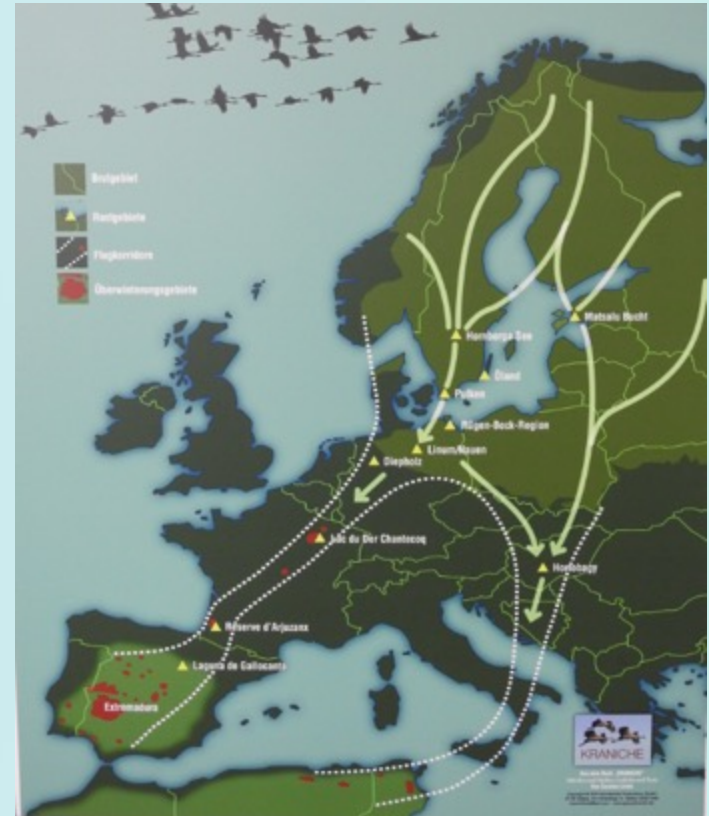 Brutgebiet
Rastgebiete
Flugkorridore
Überwinterungsgebiete
Hornborga-See
Matsalu Bucht
Öland
Pulken
Rügen-Bock-Region
Linum/Nauen
Diepholz
Lac du Der Chantecoq
Hortobagy
Réserve d'Arjuzanx
Laguna de Gallocanta
Extremadura
KRANICHE